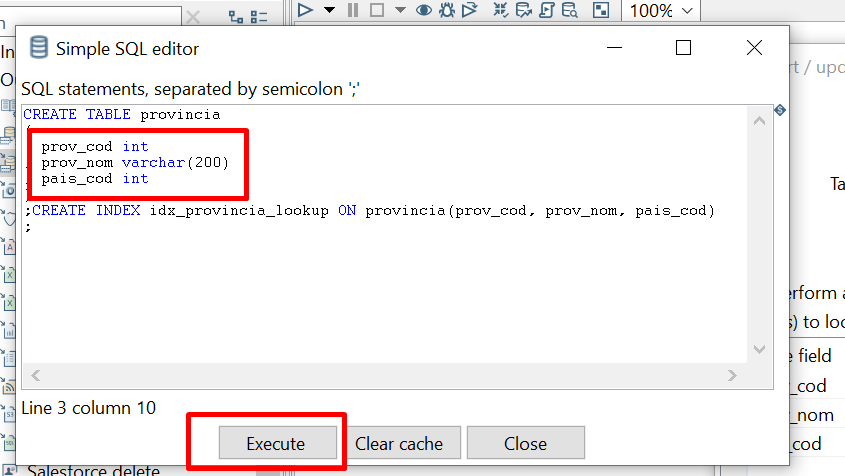 100%
Simple SQL editor
SQL statements, separated by semicolon ';'
CREATE TABLE provincia
(
prov_cod int
prov_nom varchar(200)
pais_cod int
;CREATE INDEX idx_provincia_lookup ON provincia(prov_cod, prov_nom, pais_cod)
;
Line 3 column 10
Execute
Clear cache
Close
In
rt / upd
Ta
erform a
s) to loo
e field
_cod
_nom
_cod
Salesforce delete